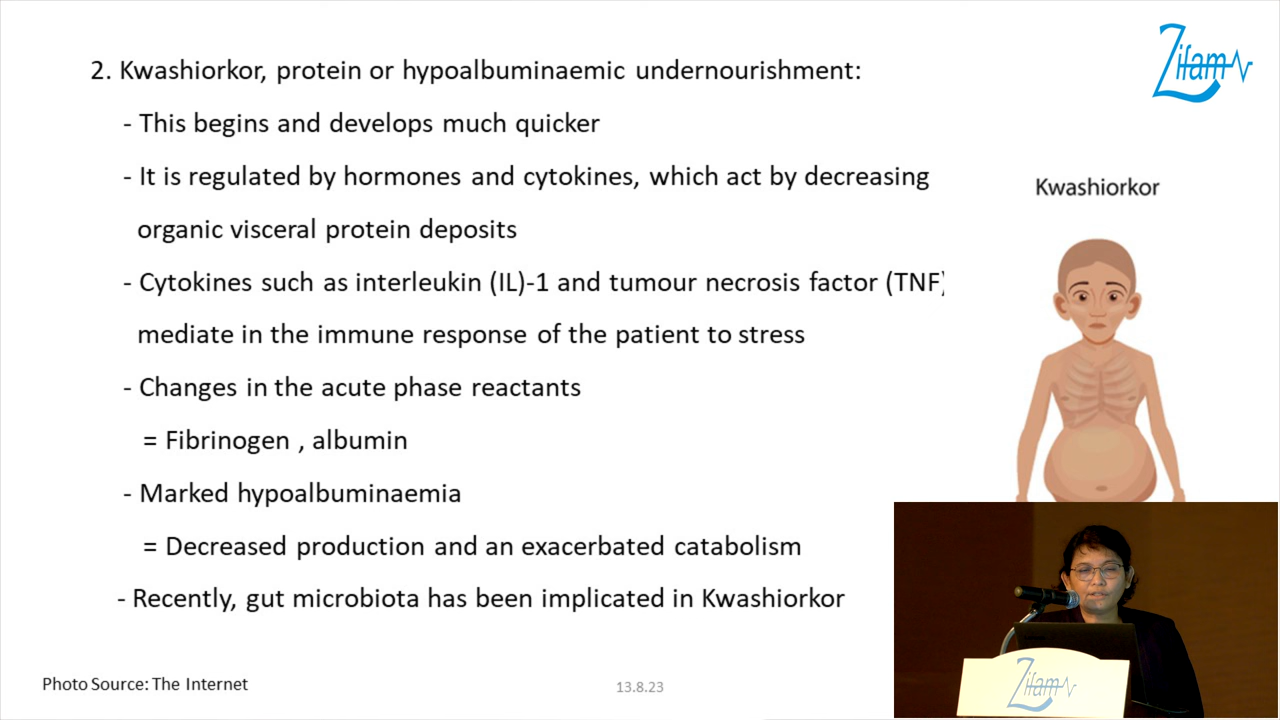 Zifam
2. Kwashiorkor, protein or hypoalbuminaemic undernourishment:
- This begins and develops much quicker
- It is regulated by hormones and cytokines, which act by decreasing
organic visceral protein deposits
Kwashiorkor
- Cytokines such as interleukin (IL)-1 and tumour necrosis factor (TNF)
mediate in the immune response of the patient to stress
- Changes in the acute phase reactants
= Fibrinogen , albumin
- Marked hypoalbuminaemia
= Decreased production and an exacerbated catabolism
- Recently, gut microbiota has been implicated in Kwashiorkor
Photo Source: The Internet
13.8.23
Zifam